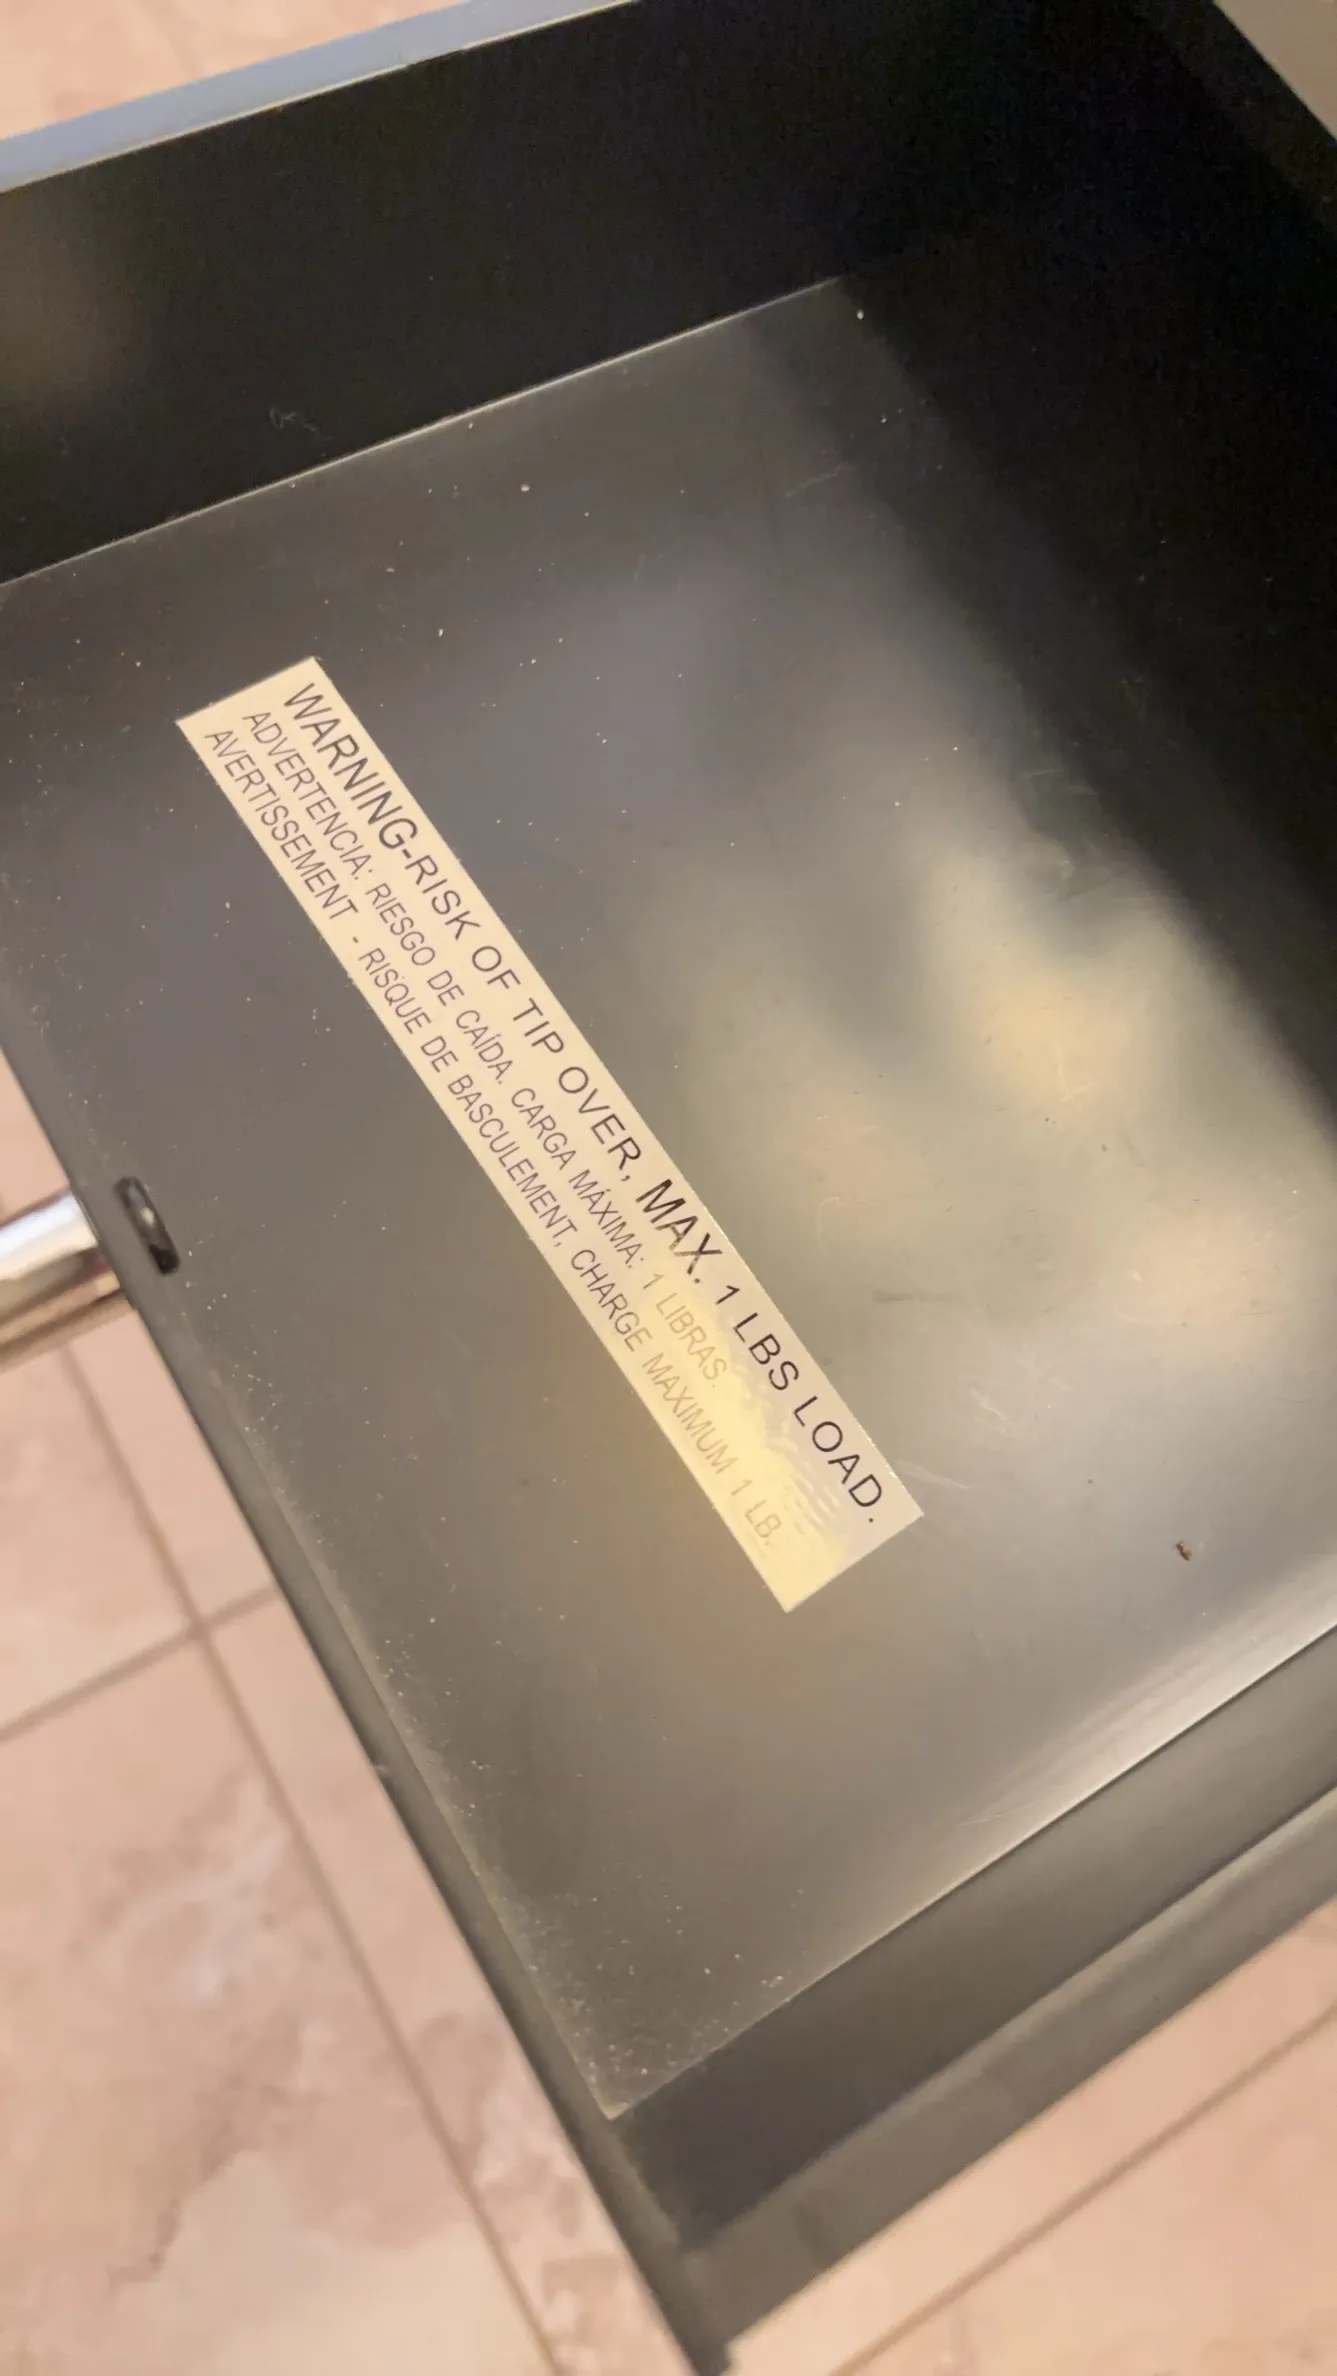 WARNING-RISK OF TIP OVER, MAX. 1 LBS LOAD.
ADVERTENCIA: RIESGO DE CAÍDA. CARGA MÁXIMA: 1 LIBRAS.
AVERTISSEMENT - RISQUE DE BASCULEMENT, CHARGE MAXIMUM 1 LB.